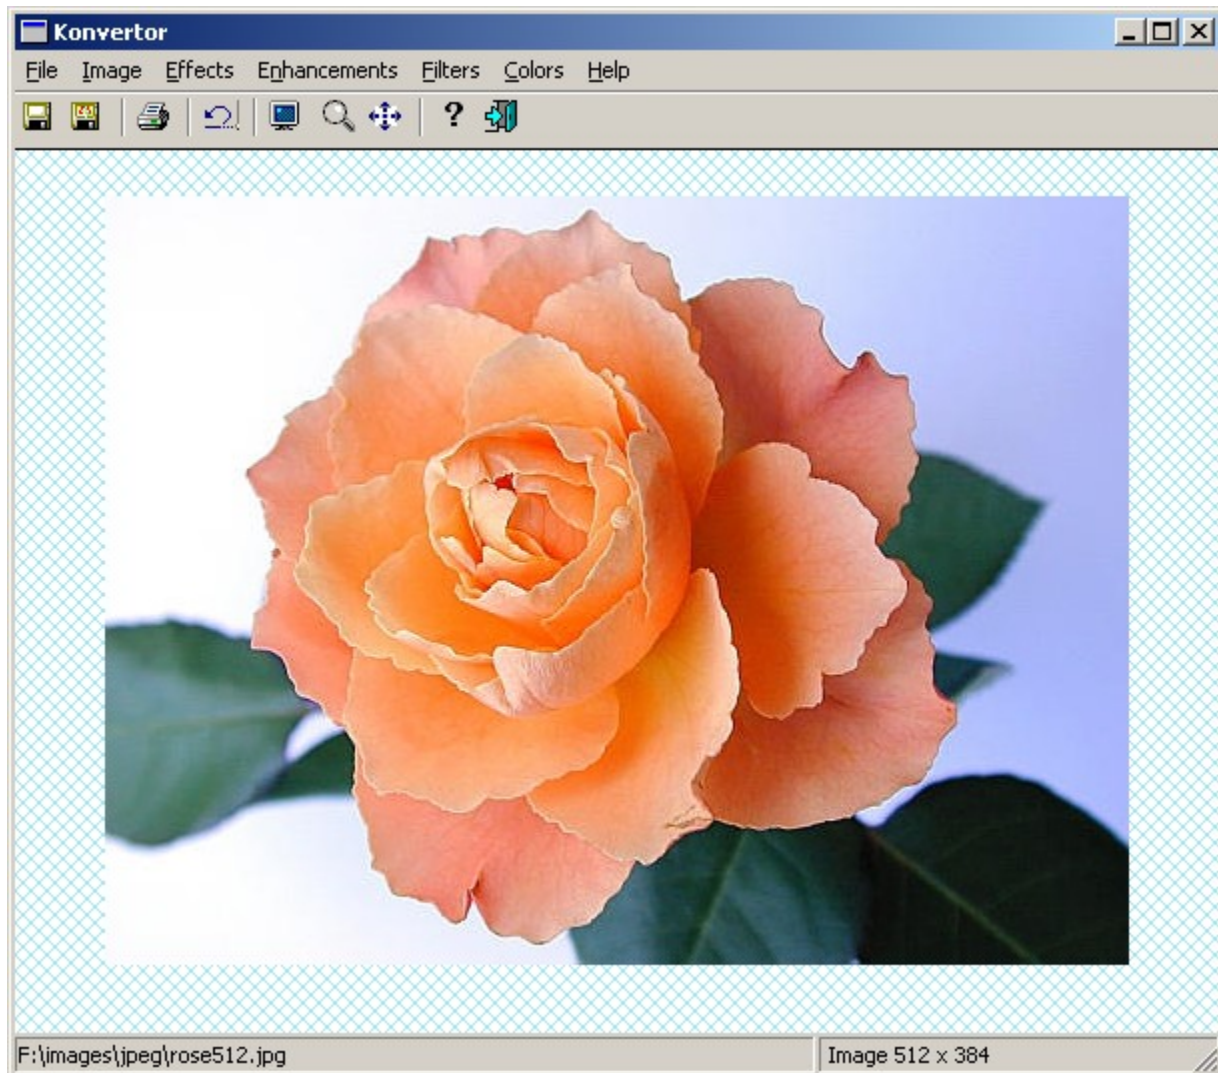 Konvertor
File Image Effects Enhancements Filters Colors Help
?
F:\images\jpeg\rose512.jpg Image 512 x 384